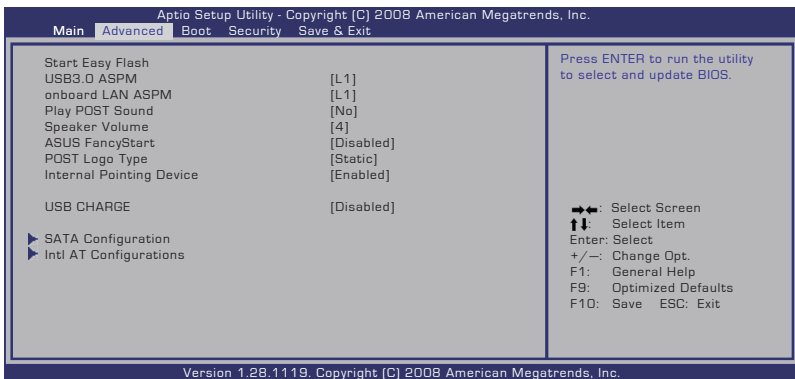 Aptio Setup Utility - Copyright (C) 2008 American Megatrends, Inc.
Main Advanced Boot Security Save & Exit
Start Easy Flash
USB3.0 ASPM [L1]
onboard LAN ASPM [L1]
Play POST Sound [No]
Speaker Volume [4]
ASUS FancyStart [Disabled]
POST Logo Type [Static]
Internal Pointing Device [Enabled]
USB CHARGE [Disabled]
SATA Configuration
Intl AT Configurations
Press ENTER to run the utility
to select and update BIOS.
→←: Select Screen
↑↓: Select Item
Enter: Select
+/—: Change Opt.
F1: General Help
F9: Optimized Defaults
F10: Save ESC: Exit
Version 1.28.1119. Copyright (C) 2008 American Megatrends, Inc.